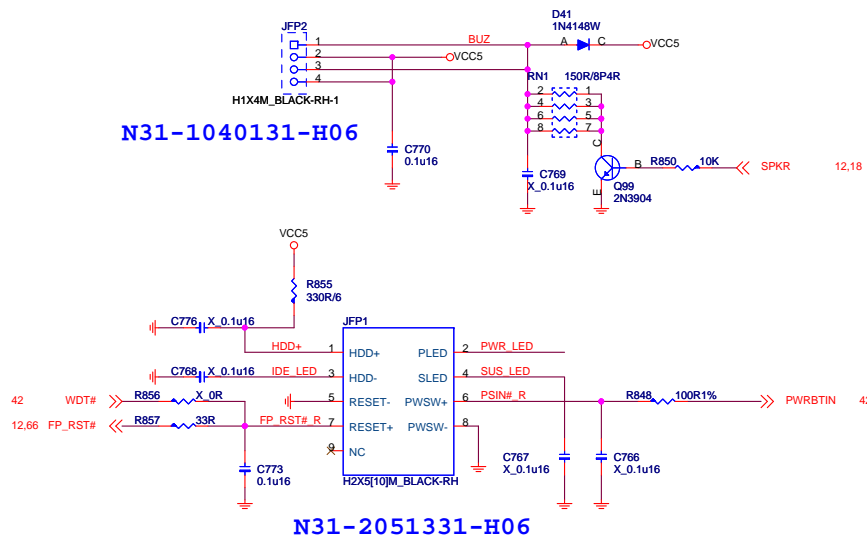 D41
1N4148W
JFP2
1
BUZ
A
C
VCC5
2
VCC5
3
4
RN1
150R/8P4R
2
1
4
3
6
5
8
7
H1X4M_BLACK-RH-1
N31-1040131-H06
C770
0.1u16
C
B
R850
10K
SPKR
12,18
C769
X_0.1u16
E
Q99
2N3904
VCC5
R855
330R/6
C776
X_0.1u16
JFP1
HDD+
1
HDD+
PLED
2
PWR_LED
C768
X_0.1u16
IDE_LED
3
HDD-
SLED
4
SUS_LED
42
WDT#
R856
X_0R
5
RESET-
PWSW+
6
PSIN#_R
R848
100R1%
PWRBTIN
42
12,66
FP_RST#
R857
33R
FP_RST#_R
7
RESET+
PWSW-
8
9
NC
C773
0.1u16
H2X5[10]M_BLACK-RH
C767
X_0.1u16
C766
X_0.1u16
N31-2051331-H06